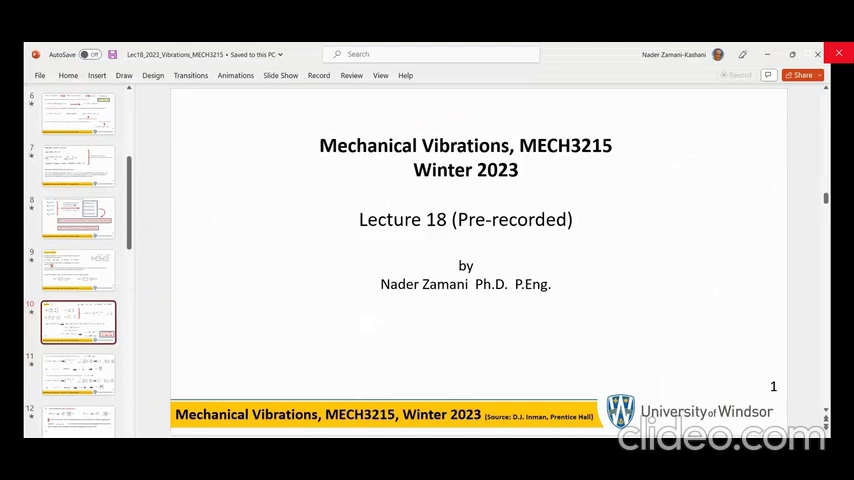 AutoSave Off Lec18_2023_Vibrations_MECH3215 • Saved to this PC Search Nader Zamani-Kashani
File Home Insert Draw Design Transitions Animations Slide Show Record Review View Help Record Share
6
7
8
9
10
11
12
Mechanical Vibrations, MECH3215
Winter 2023
Lecture 18 (Pre-recorded)
by
Nader Zamani Ph.D. P.Eng.
1
Mechanical Vibrations, MECH3215, Winter 2023 (Source: D.J. Inman, Prentice Hall)
University of Windsor
clideo.com